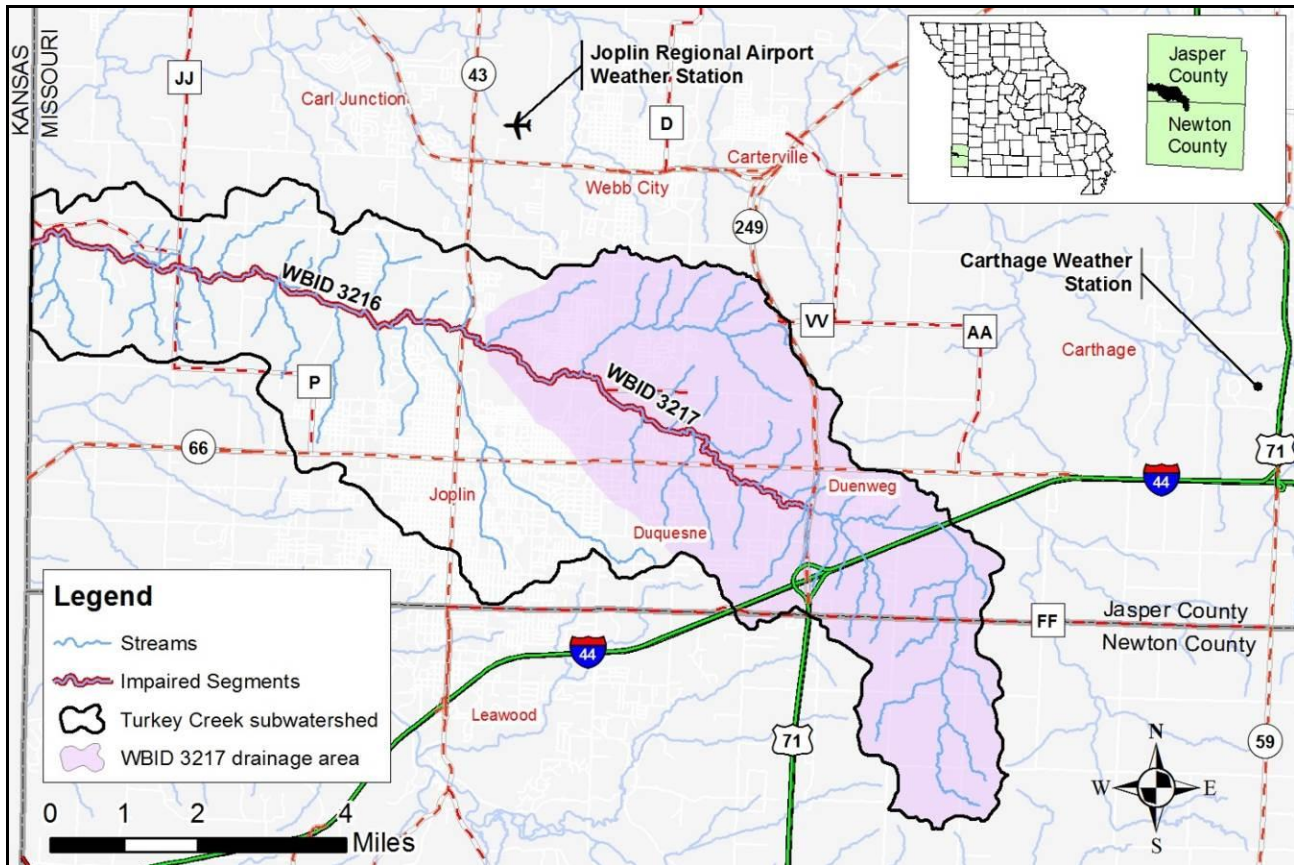 KANSAS
MISSOURI
JJ
43
Joplin Regional Airport
Weather Station
Carl Junction
D
Carterville
Webb City
249
Jasper
County
Newton
County
Carthage Weather
Station
WBID 3216
VV
AA
Carthage
P
WBID 3217
66
71
44
Joplin
Duenweg
Duquesne
Legend
Streams
Impaired Segments
Turkey Creek subwatershed
WBID 3217 drainage area
0 1 2 4
Miles
44
Leawood
FF
Jasper County
Newton County
71
59
N
W E
S